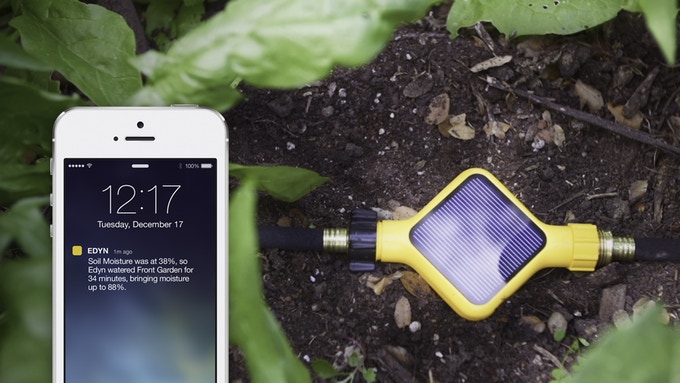 100%
12:17
Tuesday, December 17
EDYN 1m ago
Soil Moisture was at 38%, so
Edyn watered Front Garden for
34 minutes, bringing moisture
up to 88%.